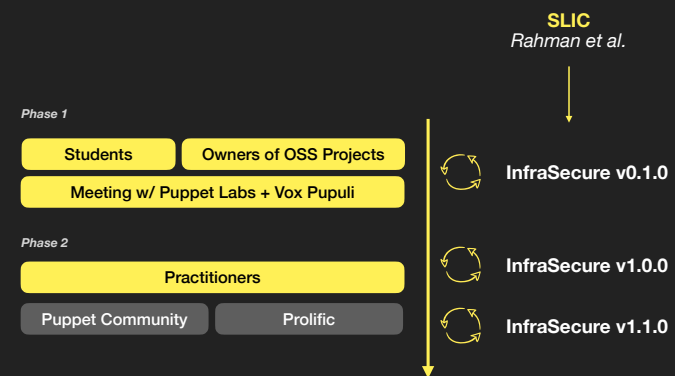 SLIC
Rahman et al.
Phase 1
Students
Owners of OSS Projects
Meeting w/ Puppet Labs + Vox Pupuli
InfraSecure v0.1.0
Phase 2
Practitioners
InfraSecure v1.0.0
Puppet Community
Prolific
InfraSecure v1.1.0